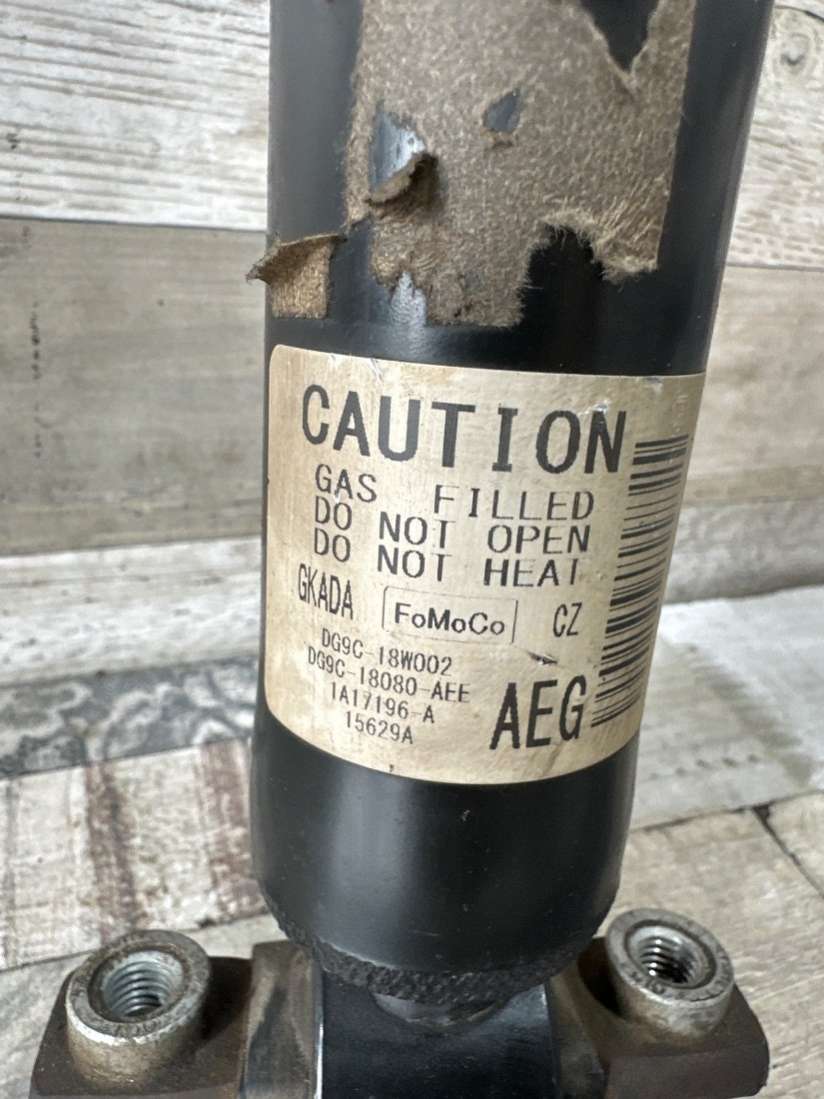 CAUTION
GAS FILLED
DO NOT OPEN
DO NOT HEAT
GKADA FoMoCo CZ
DG9C-18W002
DG9C-18080-AEE
1A17196-A
15629A
AEG